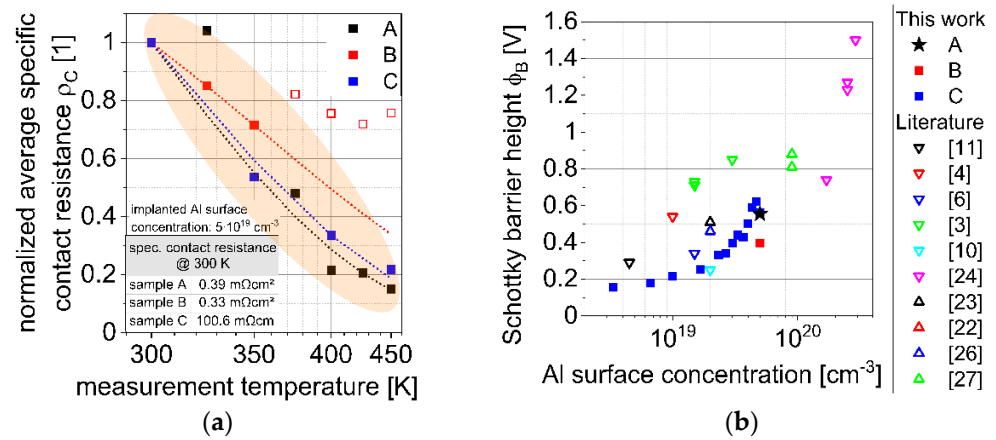 normalized average specific
contact resistance ρC [1]
1
0.8
0.6
0.4
0.2
0
A
B
C
implanted Al surface
concentration: 5·10¹⁹ cm⁻³
spec. contact resistance
@ 300 K
sample A 0.39 mΩcm²
sample B 0.33 mΩcm²
sample C 100.6 mΩcm
300 350 400 450
measurement temperature [K]
(a)
Schottky barrier height ϕB [V]
1.6
1.4
1.2
1
0.8
0.6
0.4
0.2
0
10¹⁹ 10²⁰
Al surface concentration [cm⁻³]
(b)
This work
A
B
C
Literature
[11]
[4]
[6]
[3]
[10]
[24]
[23]
[22]
[26]
[27]